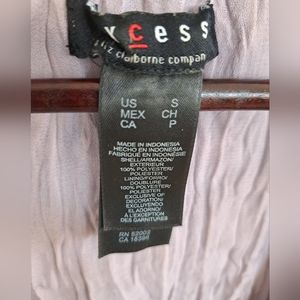 xcess
liz claiborne company
US S
MEX CH
CA P
MADE IN INDONESIA
HECHO EN INDONESIA
FABRIQUÉ EN INDONÉSIE
SHELL/ARMAZON/
EXTERIEUR
100% POLYESTER/
POLIESTER
LINING/FORRO/
DOUBLURE
100% POLYESTER/
POLIESTER
EXCLUSIVE OF
DECORATION/
EXCLUYENDO
EL ADORNO/
A L'EXCEPTION
DES GARNITURES
RN 52002
CA